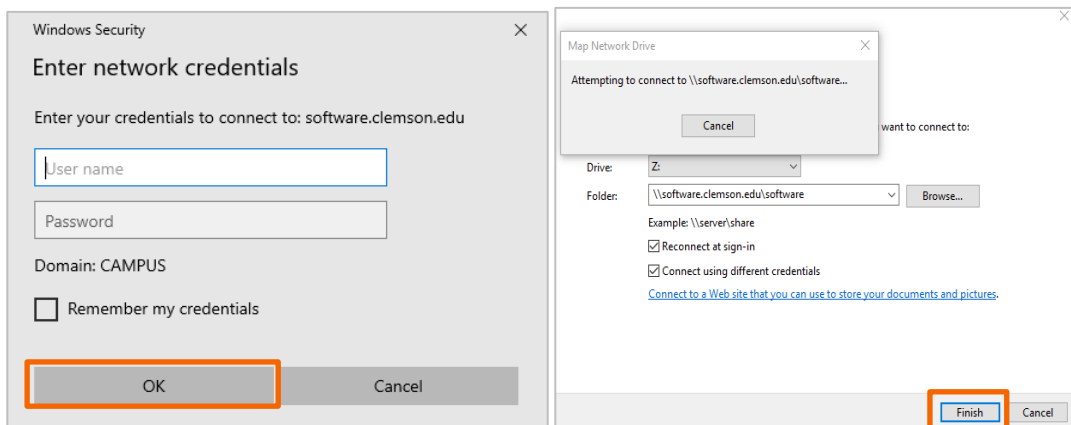 Windows Security
Enter network credentials
Enter your credentials to connect to: software.clemson.edu
User name
Password
Domain: CAMPUS
Remember my credentials
OK
Cancel
Map Network Drive
Attempting to connect to \\software.clemson.edu\software...
Cancel
want to connect to:
Drive:
Z:
Folder:
\\software.clemson.edu\software
Browse...
Example: \\server\share
Reconnect at sign-in
Connect using different credentials
Connect to a Web site that you can use to store your documents and pictures.
Finish
Cancel